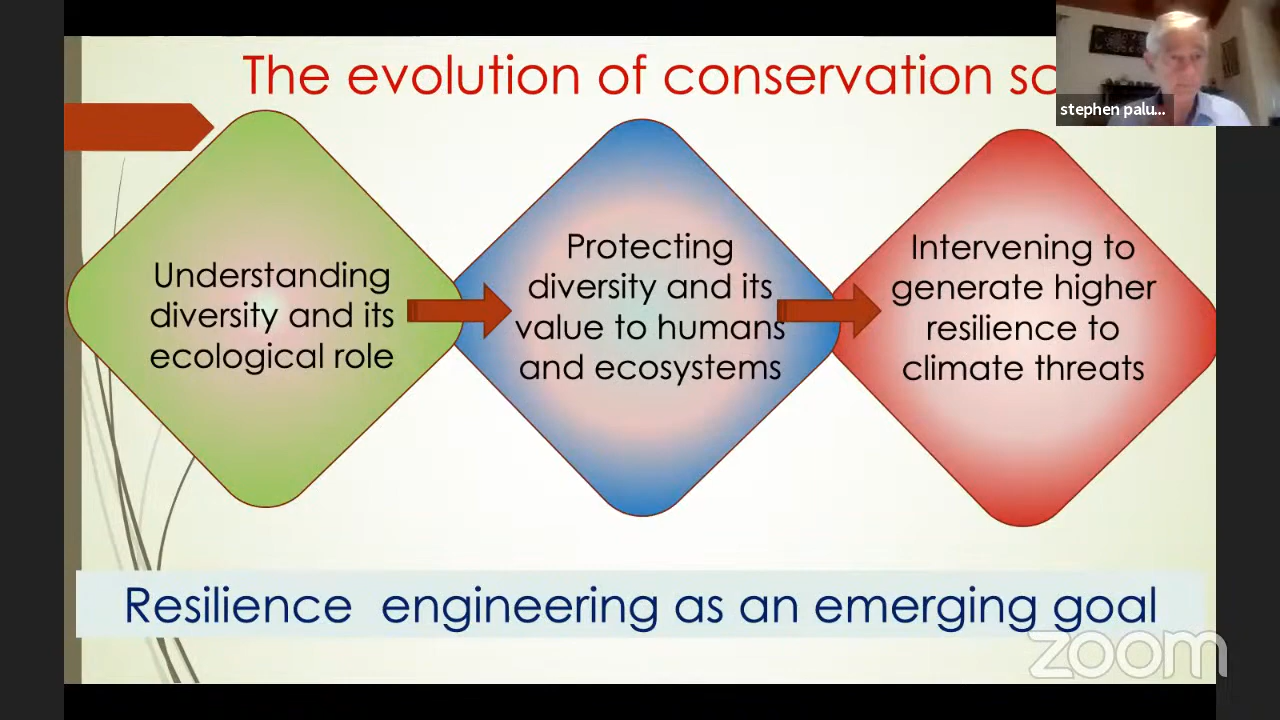 The evolution of conservation sc
stephen palu...
Understanding
diversity and its
ecological role
Protecting
diversity and its
value to humans
and ecosystems
Intervening to
generate higher
resilience to
climate threats
Resilience engineering as an emerging goal
zoom